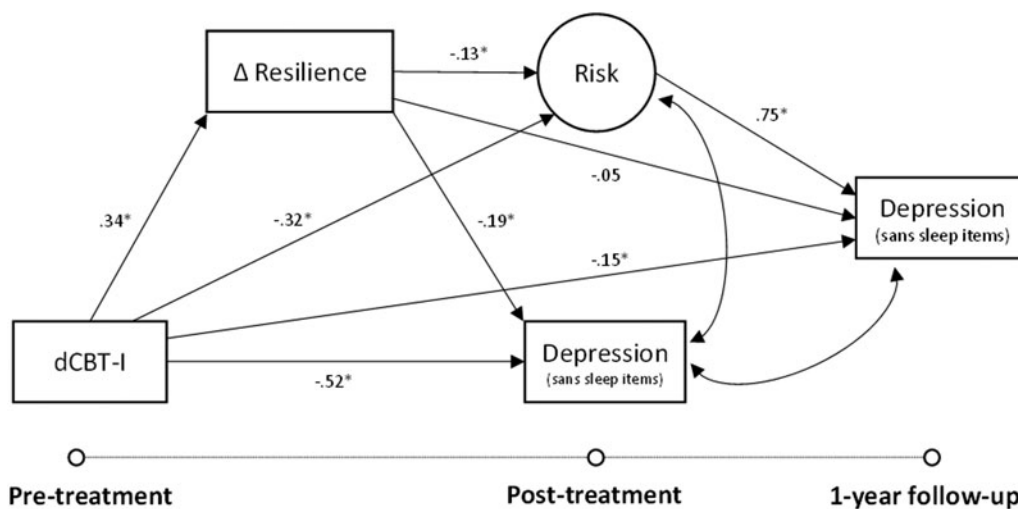 Δ Resilience
-.13*
Risk
.75*
-.05
.34*
-.32*
-.19*
Depression
(sans sleep items)
-.15*
dCBT-I
-.52*
Depression
(sans sleep items)
Pre-treatment
Post-treatment
1-year follow-up